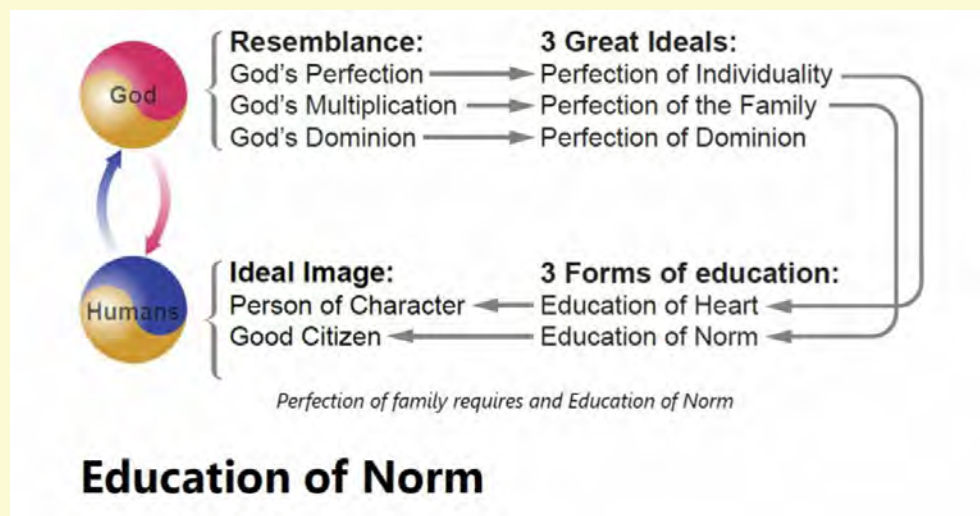 God
Resemblance:
God's Perfection
God's Multiplication
God's Dominion
3 Great Ideals:
Perfection of Individuality
Perfection of the Family
Perfection of Dominion
Humans
Ideal Image:
Person of Character
Good Citizen
3 Forms of education:
Education of Heart
Education of Norm
Perfection of family requires and Education of Norm
Education of Norm